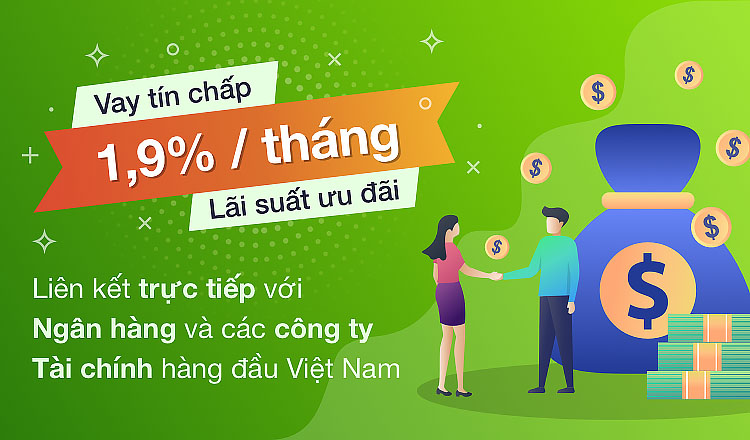 Vay tín chấp
1,9% / tháng
Lãi suất ưu đãi
Liên kết trực tiếp với
Ngân hàng và các công ty
Tài chính hàng đầu Việt Nam
$
$
$
$
$
$
$